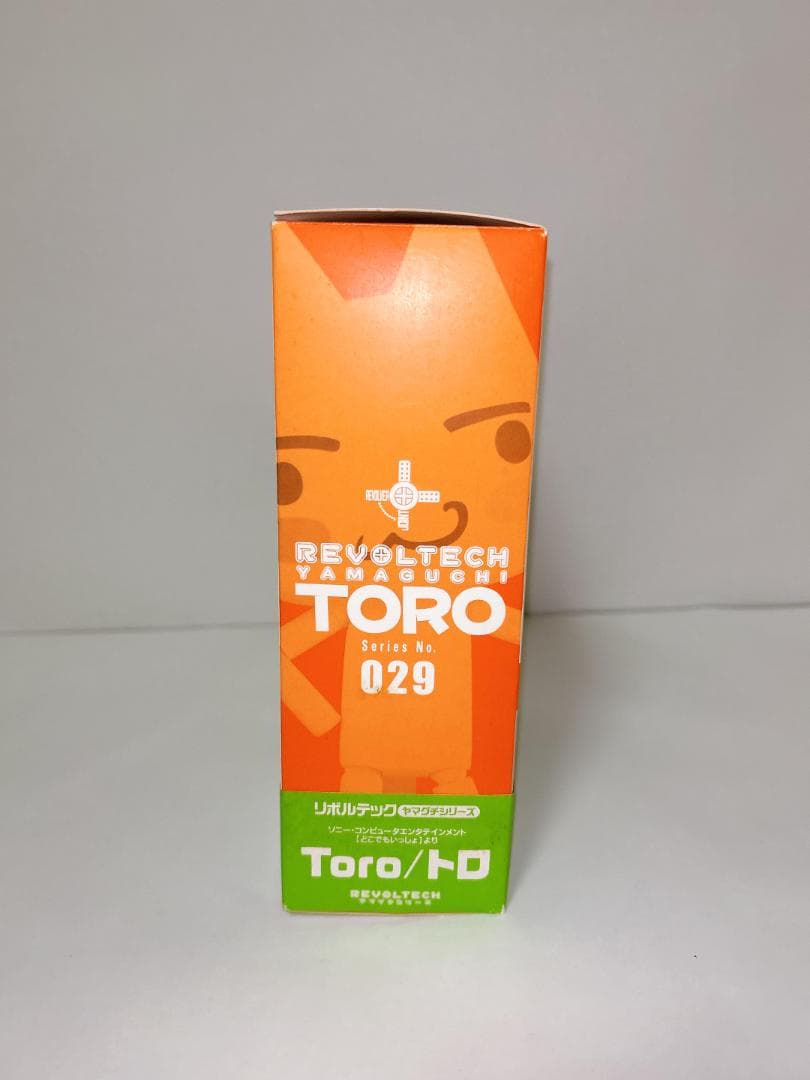 REVOLVER
JOINT
REVOLTECH
YAMAGUCHI
TORO
Series No.
029
リボルテック ヤマグチシリーズ
ソニー・コンピュータエンタテインメント
[どこでもいっしょ]より
Toro/トロ
REVOLTECH